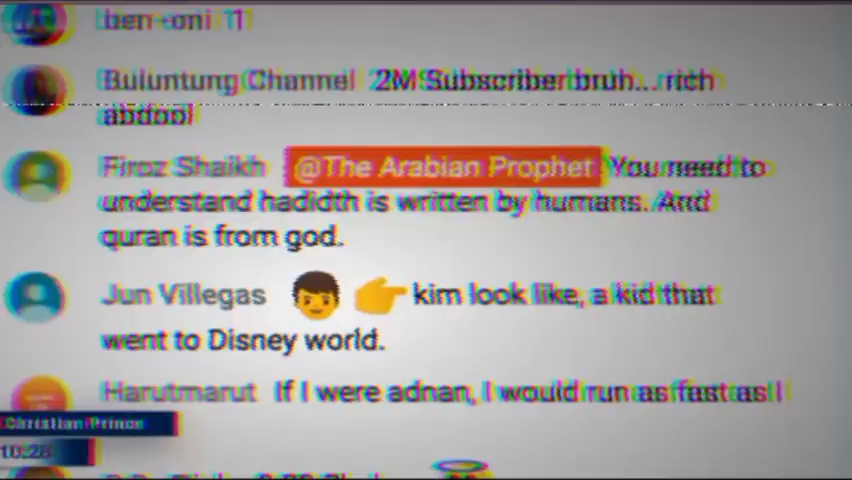 ben-oni 11
Buluntung Channel 2M Subscriber bruh... rich
abdool
Firoz Shaikh @The Arabian Prophet You need to
understand hadidth is written by humans. And
quran is from god.
Jun Villegas 👦 👉 kim look like, a kid that
went to Disney world.
Harutmarut If I were adnan, I would run as fast as I
Christian Prince
10:28